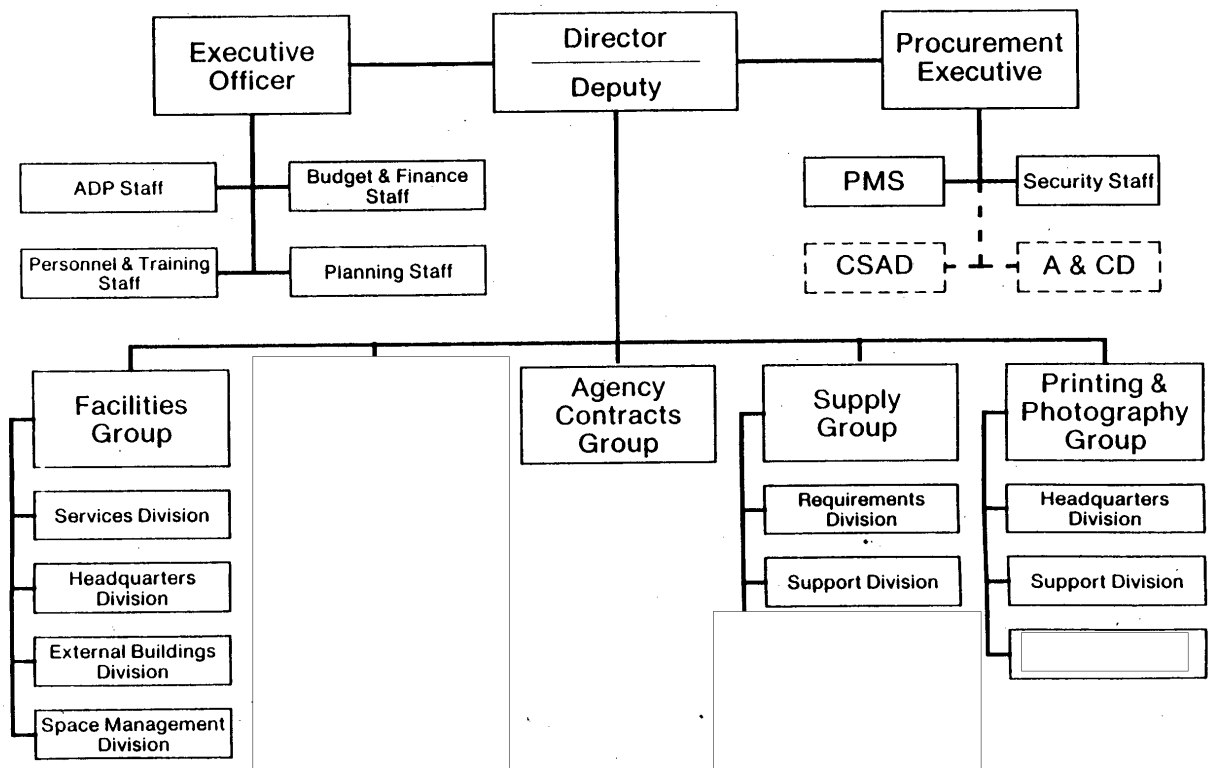 Executive
Officer
Director
Deputy
Procurement
Executive
ADP Staff
Budget & Finance
Staff
Personnel & Training
Staff
Planning Staff
PMS
Security Staff
CSAD
A & CD
Facilities
Group
Services Division
Headquarters
Division
External Buildings
Division
Space Management
Division
Agency
Contracts
Group
Supply
Group
Requirements
Division
Support Division
Printing &
Photography
Group
Headquarters
Division
Support Division